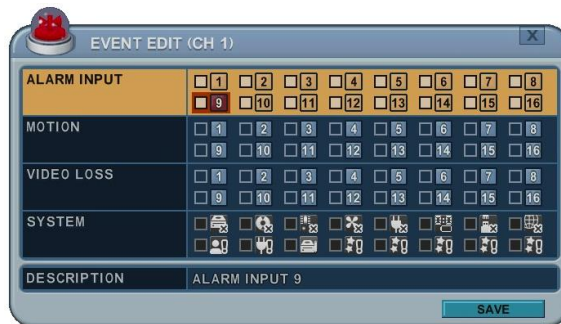 EVENT EDIT (CH 1)
X
ALARM INPUT
1 2 3 4 5 6 7 8
9 10 11 12 13 14 15 16
MOTION
1 2 3 4 5 6 7 8
9 10 11 12 13 14 15 16
VIDEO LOSS
1 2 3 4 5 6 7 8
9 10 11 12 13 14 15 16
SYSTEM
DESCRIPTION ALARM INPUT 9
SAVE